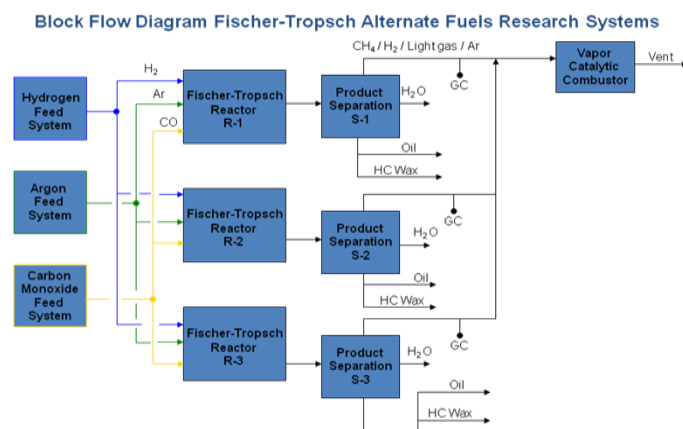 Block Flow Diagram Fischer-Tropsch Alternate Fuels Research Systems
CH4 / H2 / Light gas / Ar
Vapor
Catalytic
Combustor
Vent
GC
H2
Ar
CO
Hydrogen
Feed
System
Fischer-Tropsch
Reactor
R-1
Product
Separation
S-1
H2O
Oil
HC Wax
Argon
Feed
System
Fischer-Tropsch
Reactor
R-2
Product
Separation
S-2
GC
H2O
Oil
HC Wax
Carbon
Monoxide
Feed
System
Fischer-Tropsch
Reactor
R-3
Product
Separation
S-3
GC
H2O
Oil
HC Wax